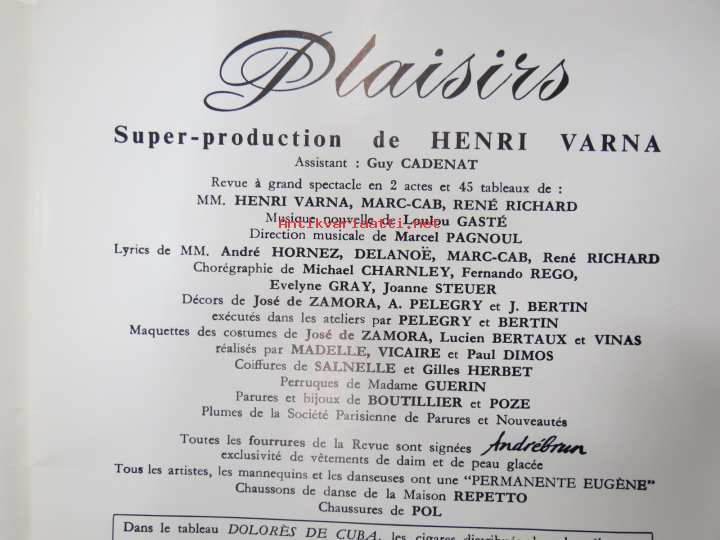 Plaisirs
Super-production de HENRI VARNA
Assistant : Guy CADENAT
Revue à grand spectacle en 2 actes et 45 tableaux de :
MM. HENRI VARNA, MARC-CAB, RENÉ RICHARD
Musique nouvelle de Loulou GASTÉ
Antikvariaatti.net
Direction musicale de Marcel PAGNOUL
Lyrics de MM. André HORNEZ, DELANOË, MARC-CAB, René RICHARD
Chorégraphie de Michael CHARNLEY, Fernando REGO,
Evelyne GRAY, Joanne STEUER
Décors de José de ZAMORA, A. PELEGRY et J. BERTIN
exécutés dans les ateliers par PELEGRY et BERTIN
Maquettes des costumes de José de ZAMORA, Lucien BERTAUX et VINAS
réalisés par MADELLE, VICAIRE et Paul DIMOS
Coiffures de SALNELLE et Gilles HERBET
Perruques de Madame GUERIN
Parures et bijoux de BOUTILLIER et POZE
Plumes de la Société Parisienne de Parures et Nouveautés
Toutes les fourrures de la Revue sont signées Andrébrun
exclusivité de vêtements de daim et de peau glacée
Tous les artistes, les mannequins et les danseuses ont une "PERMANENTE EUGÈNE"
Chaussons de danse de la Maison REPETTO
Chaussures de POL
Dans le tableau DOLORÈS DE CUBA, les cigares